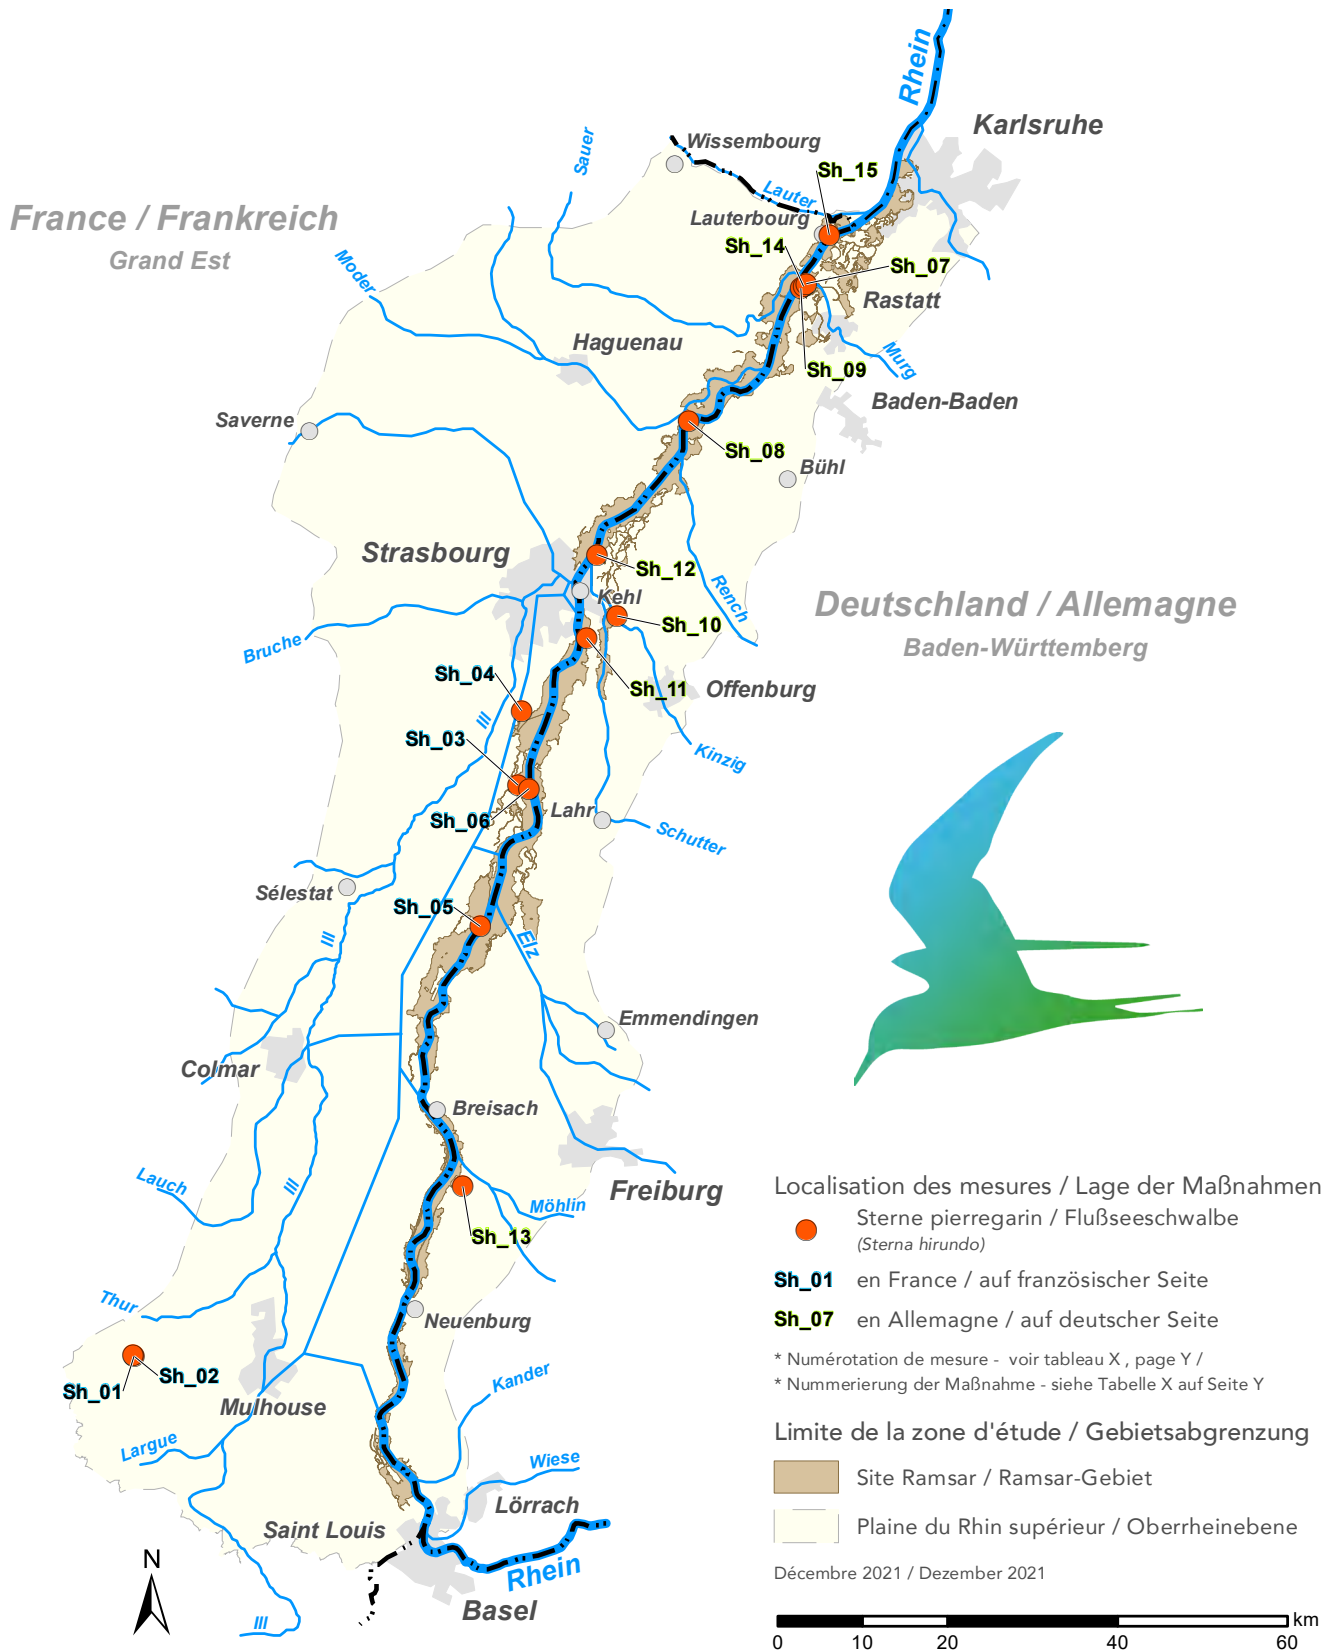 Rhein
Karlsruhe
Wissembourg
Sauer
Sh_15
Lauter
France / Frankreich
Grand Est
Lauterbourg
Sh_14
Sh_07
Moder
Rastatt
Haguenau
Murg
Sh_09
Baden-Baden
Saverne
Sh_08
Bühl
Strasbourg
Sh_12
Rench
Kehl
Deutschland / Allemagne
Baden-Württemberg
Sh_10
Bruche
Sh_04
Sh_11
Offenburg
Ill
Sh_03
Kinzig
Sh_06
Lahr
Schutter
Sélestat
Sh_05
Ill
Elz
Emmendingen
Colmar
Breisach
Lauch
Ill
Freiburg
Möhlin
Sh_13
Thur
Neuenburg
Sh_02
Sh_01
Mulhouse
Kander
Largue
Wiese
Lörrach
Saint Louis
Rhein
Basel
Ill
N
Localisation des mesures / Lage der Maßnahmen
Sterne pierregarin / Flußseeschwalbe
(Sterna hirundo)
Sh_01 en France / auf französischer Seite
Sh_07 en Allemagne / auf deutscher Seite
* Numérotation de mesure - voir tableau X , page Y /
* Nummerierung der Maßnahme - siehe Tabelle X auf Seite Y
Limite de la zone d'étude / Gebietsabgrenzung
Site Ramsar / Ramsar-Gebiet
Plaine du Rhin supérieur / Oberrheinebene
Décembre 2021 / Dezember 2021
km
0 10 20 40 60